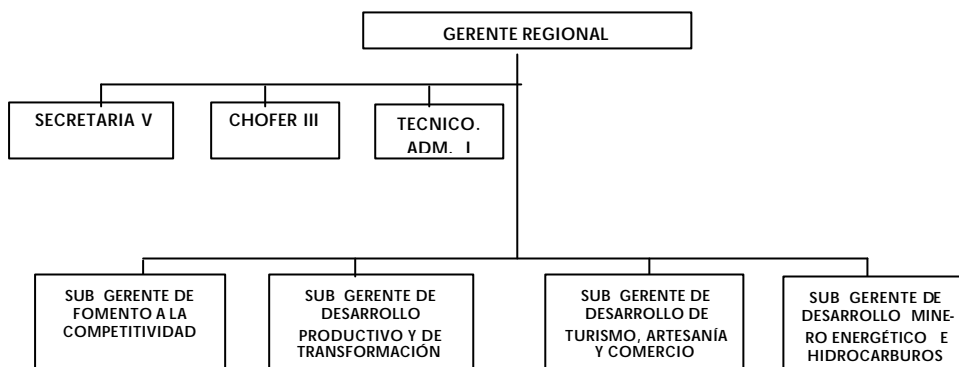 GERENTE REGIONAL
SECRETARIA V
CHOFER III
TECNICO.
ADM. I
SUB GERENTE DE
FOMENTO A LA
COMPETITIVIDAD
SUB GERENTE DE
DESARROLLO
PRODUCTIVO Y DE
TRANSFORMACIÓN
SUB GERENTE DE
DESARROLLO DE
TURISMO, ARTESANÍA
Y COMERCIO
SUB GERENTE DE
DESARROLLO MINE-
RO ENERGÉTICO E
HIDROCARBUROS